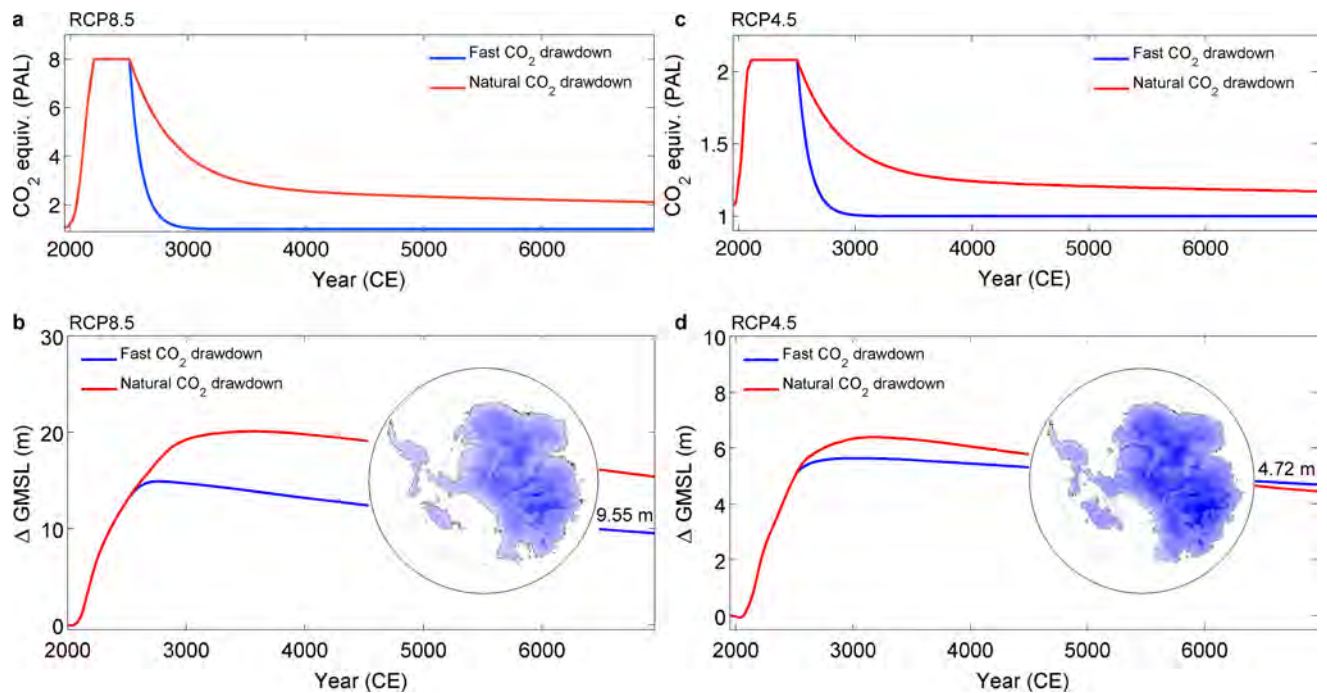 a RCP8.5
CO2 equiv. (PAL)
8
6
4
2
Fast CO2 drawdown
Natural CO2 drawdown
2000 3000 4000 5000 6000
Year (CE)
c RCP4.5
CO2 equiv. (PAL)
2
1.5
1
Fast CO2 drawdown
Natural CO2 drawdown
2000 3000 4000 5000 6000
Year (CE)
b RCP8.5
Δ GMSL (m)
30
20
10
0
Fast CO2 drawdown
Natural CO2 drawdown
9.55 m
2000 3000 4000 5000 6000
Year (CE)
d RCP4.5
Δ GMSL (m)
10
8
6
4
2
0
Fast CO2 drawdown
Natural CO2 drawdown
4.72 m
2000 3000 4000 5000 6000
Year (CE)